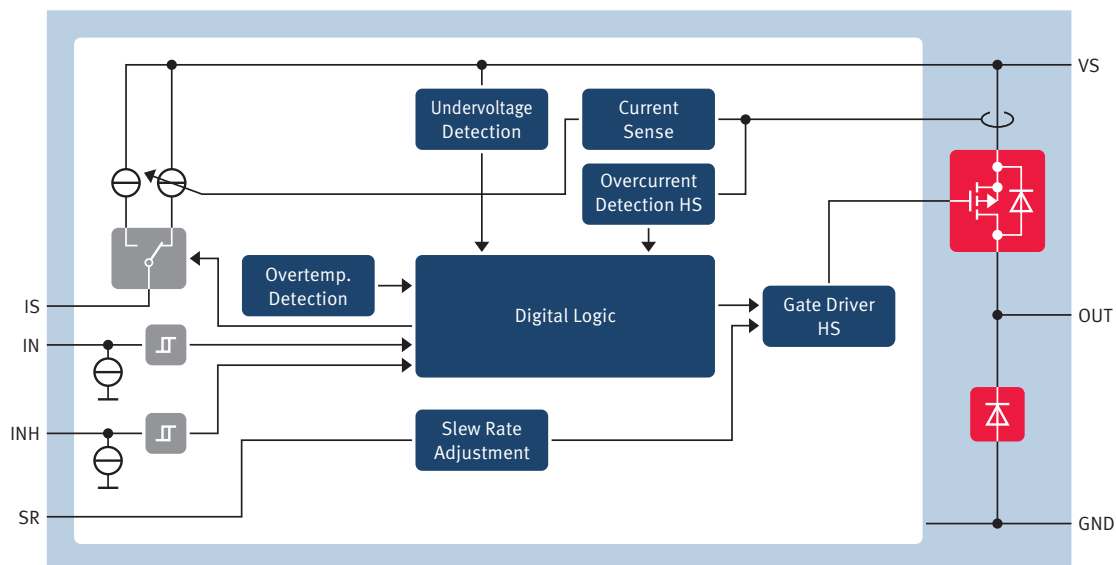 VS
Undervoltage
Detection
Current
Sense
Overcurrent
Detection HS
Overtemp.
Detection
Digital Logic
Gate Driver
HS
IS
OUT
IN
INH
Slew Rate
Adjustment
SR
GND